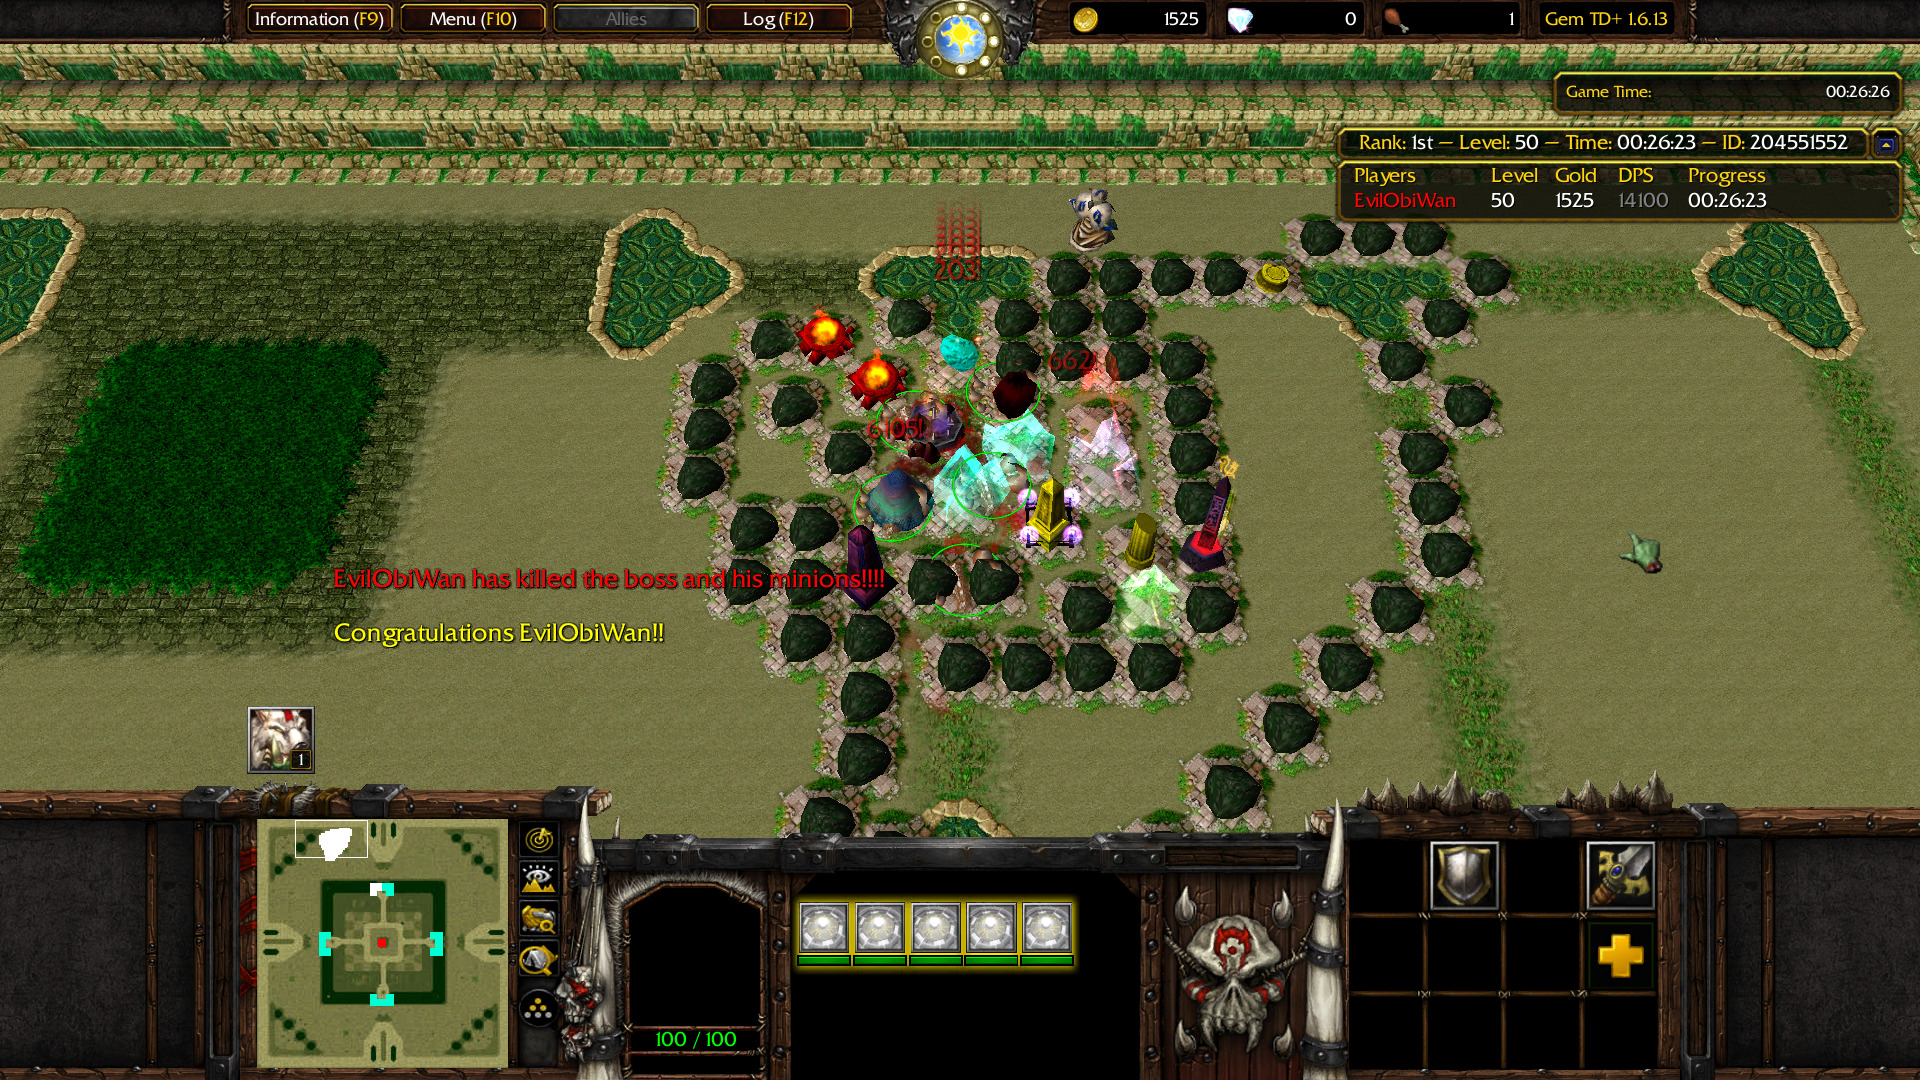 Information (F9) Menu (F10) Allies Log (F12) 1525 0 1 Gem TD+ 1.6.13
Game Time: 00:26:26
Rank: 1st — Level: 50 — Time: 00:26:23 — ID: 204551552
Players Level Gold DPS Progress
EvilObiWan 50 1525 14100 00:26:23
203!
662!
6105!
EvilObiWan has killed the boss and his minions!!!!
Congratulations EvilObiWan!!
1
100 / 100